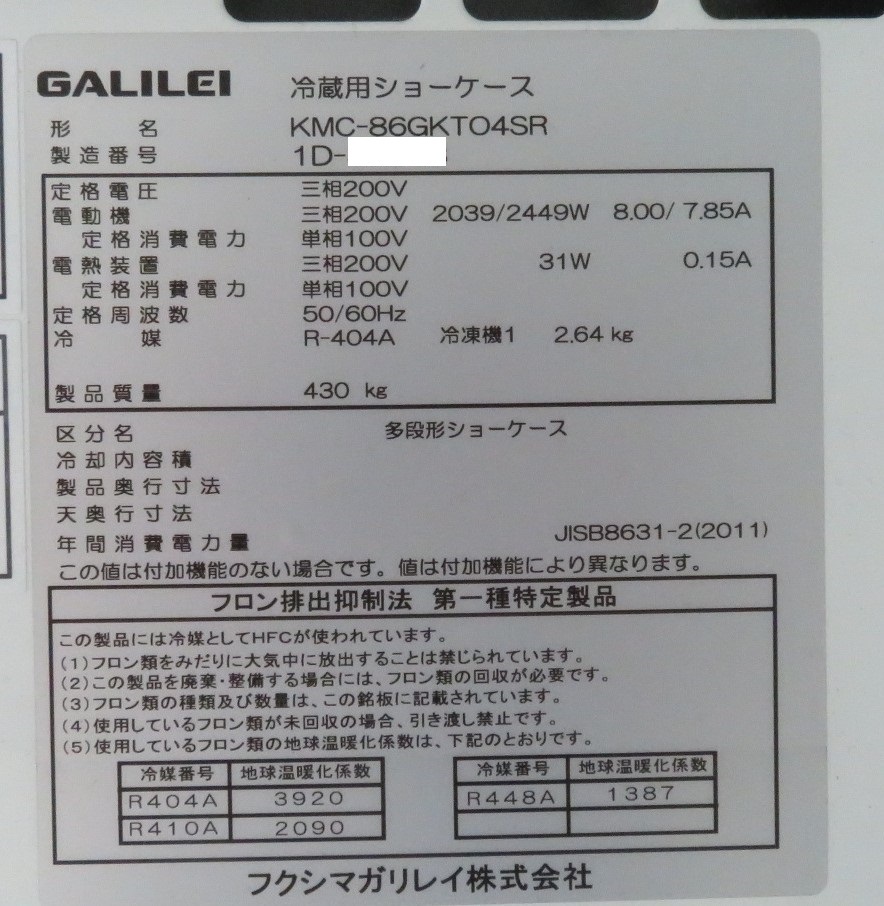 GALILEI 冷蔵用ショーケース
形名 KMC-86GKTO4SR
製造番号 1D-
定格電圧 三相200V
電動機 三相200V 2039/2449W 8.00/ 7.85A
定格消費電力 単相100V
電熱装置 三相200V 31W 0.15A
定格消費電力 単相100V
定格周波数 50/60Hz
冷媒 R-404A 冷凍機1 2.64 kg
製品質量 430 kg
区分名 多段形ショーケース
冷却内容積
製品奥行寸法
天奥行寸法
年間消費電力量 JISB8631-2(2011)
この値は付加機能のない場合です。値は付加機能により異なります。
フロン排出抑制法 第一種特定製品
この製品には冷媒としてHFCが使われています。
(1)フロン類をみだりに大気中に放出することは禁じられています。
(2)この製品を廃棄・整備する場合には、フロン類の回収が必要です。
(3)フロン類の種類及び数量は、この銘板に記載されています。
(4)使用しているフロン類が未回収の場合、引き渡し禁止です。
(5)使用しているフロン類の地球温暖化係数は、下記のとおりです。
冷媒番号 地球温暖化係数 冷媒番号 地球温暖化係数
R404A 3920 R448A 1387
R410A 2090
フクシマガリレイ株式会社